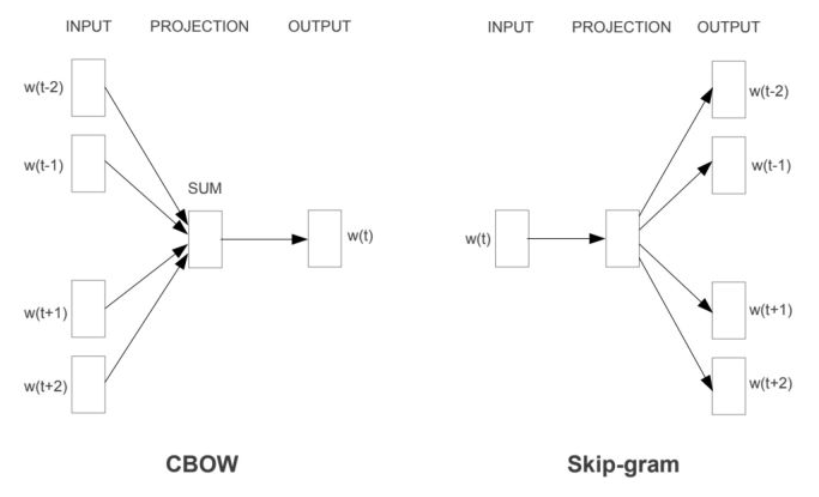 INPUT PROJECTION OUTPUT
w(t-2)
w(t-1)
SUM
w(t)
w(t+1)
w(t+2)
CBOW
INPUT PROJECTION OUTPUT
w(t-2)
w(t-1)
w(t)
w(t+1)
w(t+2)
Skip-gram